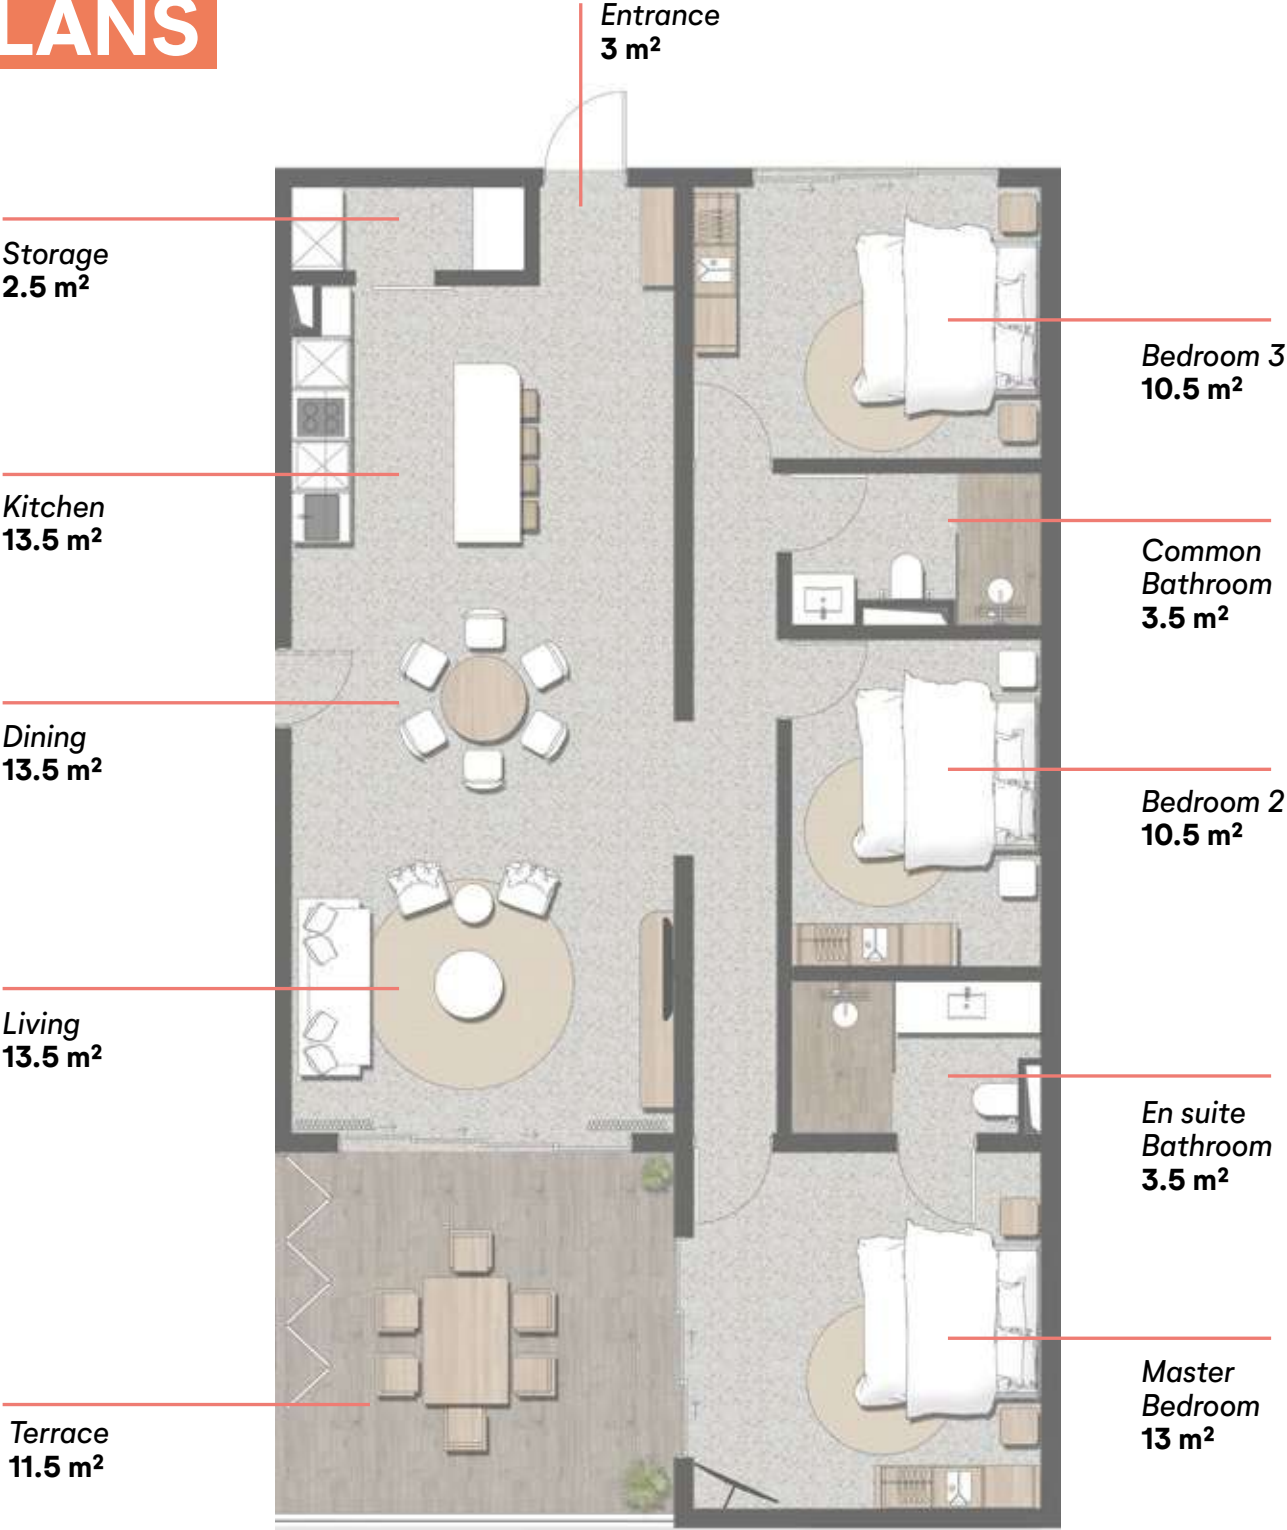 LANS
Entrance
3 m²
Storage
2.5 m²
Bedroom 3
10.5 m²
Kitchen
13.5 m²
Common
Bathroom
3.5 m²
Dining
13.5 m²
Bedroom 2
10.5 m²
Living
13.5 m²
En suite
Bathroom
3.5 m²
Master
Bedroom
13 m²
Terrace
11.5 m²